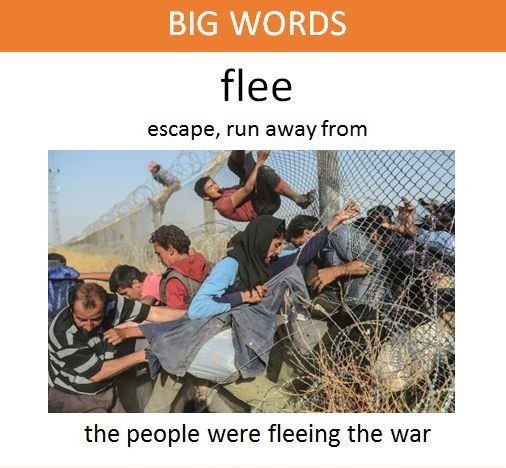 BIG WORDS
flee
escape, run away from
the people were fleeing the war